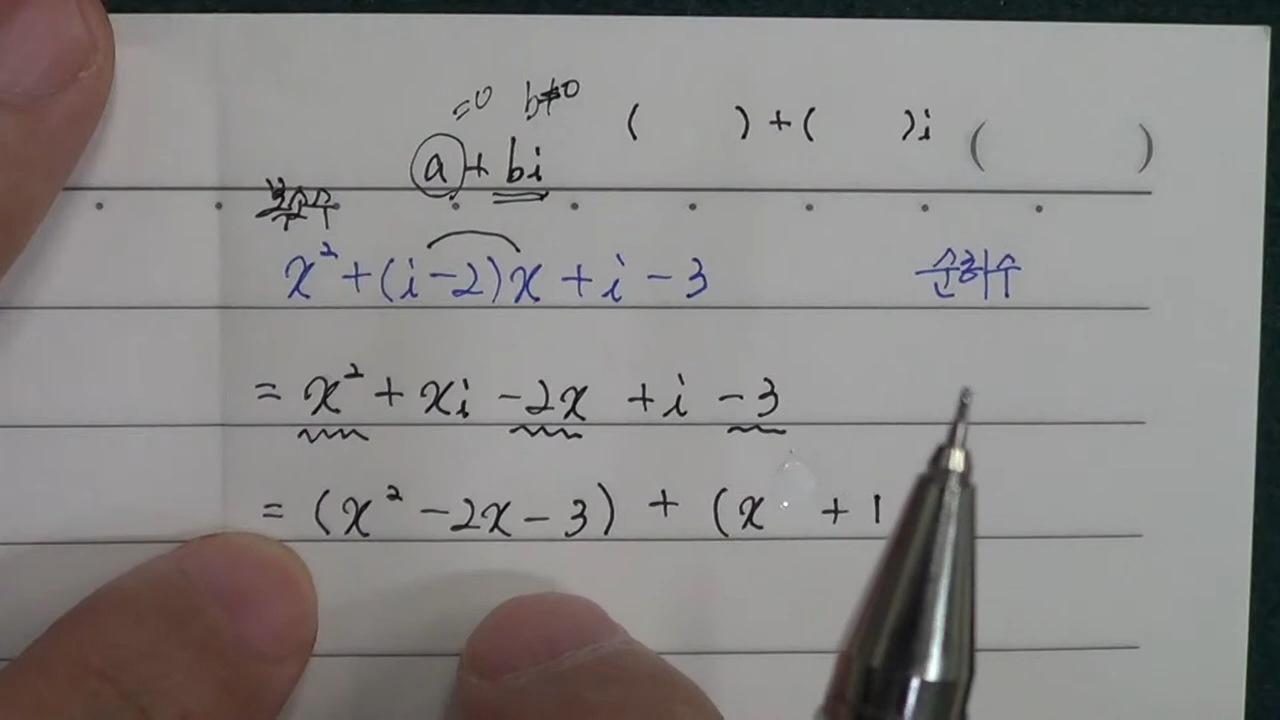 =0 b≠0
( ) + ( )i ( )
a + bi
복소수
x² + (i - 2)x + i - 3 순허수
= x² + xi - 2x + i - 3
= (x² - 2x - 3) + (x + 1